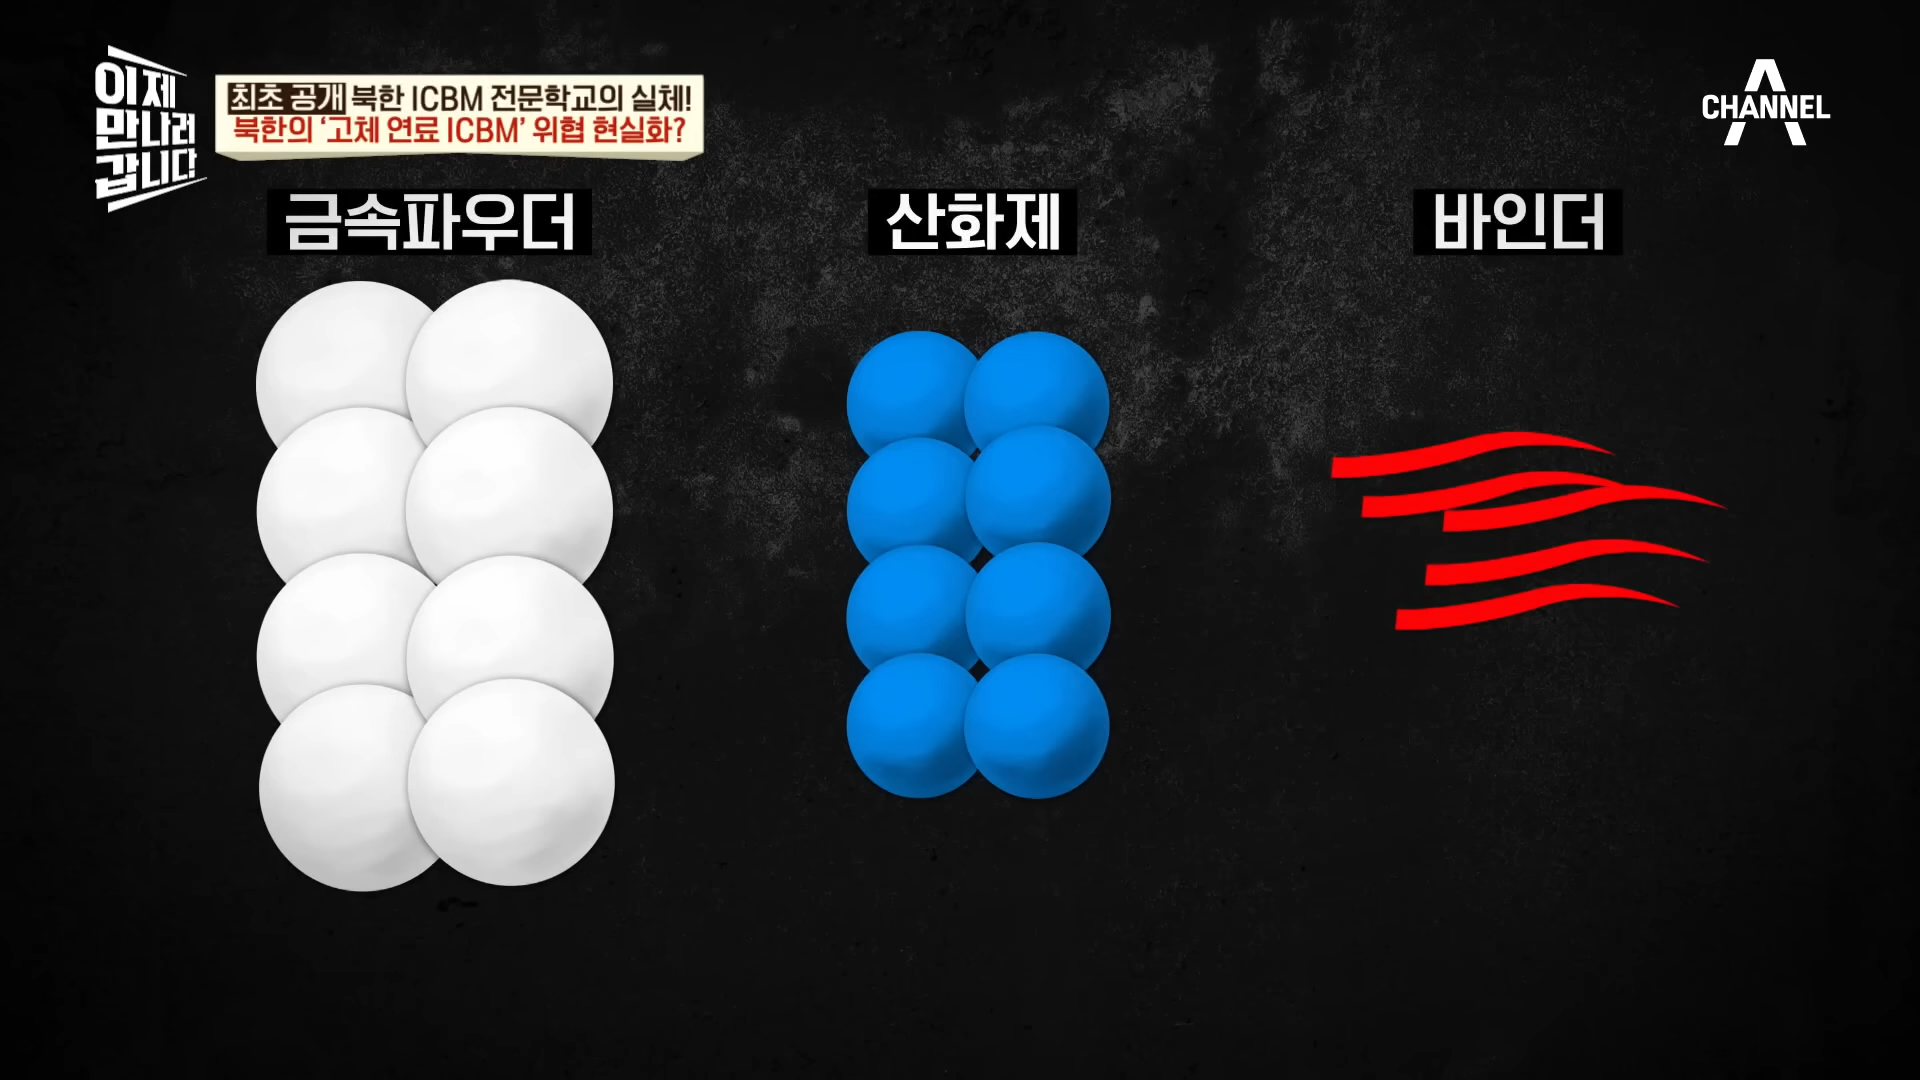 이제
만나러
갑니다
최초 공개 북한 ICBM 전문학교의 실체!
북한의 ‘고체 연료 ICBM’ 위협 현실화?
CHANNEL A
금속파우더
산화제
바인더